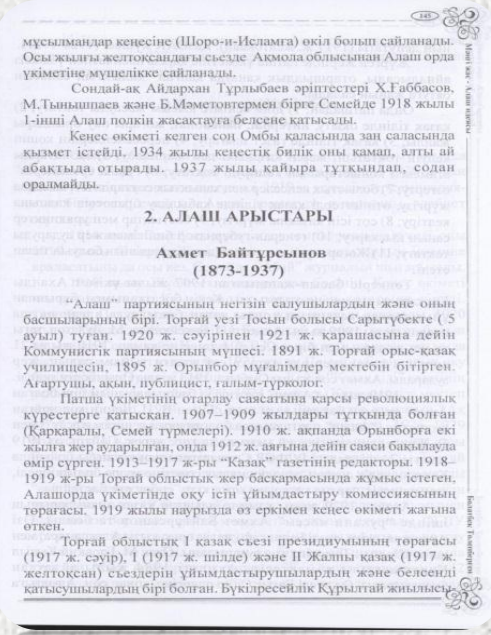 145
мұсылмандар кеңесіне (Шоро-и-Исламға) өкіл болып сайланады.
Осы жылғы желтоқсандағы съезде Ақмола облысынан Алаш орда
үкіметіне мүшелікке сайланады.
Сондай-ақ Айдархан Тұрлыбаев әріптестері Х.Ғаббасов,
М.Тынышпаев және Б.Мәметовтермен бірге Семейде 1918 жылы
1-інші Алаш полкін жасақтауға белсене қатысады.
Кеңес өкіметі келген соң Омбы қаласында заң саласында
қызмет істейді. 1934 жылы кеңестік билік оны қамап, алты ай
абақтыда отырады. 1937 жылы қайыра тұтқындап, содан
оралмайды.
2. АЛАШ АРЫСТАРЫ
Ахмет Байтұрсынов
(1873-1937)
“Алаш” партиясының негізін салушылардың және оның
басшыларының бірі. Торғай уезі Тосын болысы Сарытүбекте ( 5
ауыл) туған. 1920 ж. сәуірінен 1921 ж. қарашасына дейін
Коммунистік партиясының мүшесі. 1891 ж. Торғай орыс-қазақ
училищесін, 1895 ж. Орынбор мұғалімдер мектебін бітірген.
Ағартушы, ақын, публицист, ғалым-түрколог.
Патша үкіметінің отарлау саясатына қарсы революциялық
күрестерге қатысқан. 1907–1909 жылдары тұтқында болған
(Қарқаралы, Семей түрмелері). 1910 ж. ақпанда Орынборға екі
жылға жер аударылған, онда 1912 ж. аяғына дейін саяси бақылауда
өмір сүрген. 1913–1917 ж-ры “Казақ” газетінің редакторы. 1918–
1919 ж-ры Торғай облыстық жер басқармасында жұмыс істеген,
Алашорда үкіметінде оқу ісін ұйымдастыру комиссиясының
төрағасы. 1919 жылы наурызда өз еркімен кеңес өкіметі жағына
өткен.
Торғай облыстық I қазақ съезі президиумының төрағасы
(1917 ж. сәуір), I (1917 ж. шілде) және II Жалпы қазақ (1917 ж.
желтоқсан) съездерін ұйымдастырушылардың және белсенді
қатысушылардың бірі болған. Бүкілресейлік Құрылтай жиылысы-